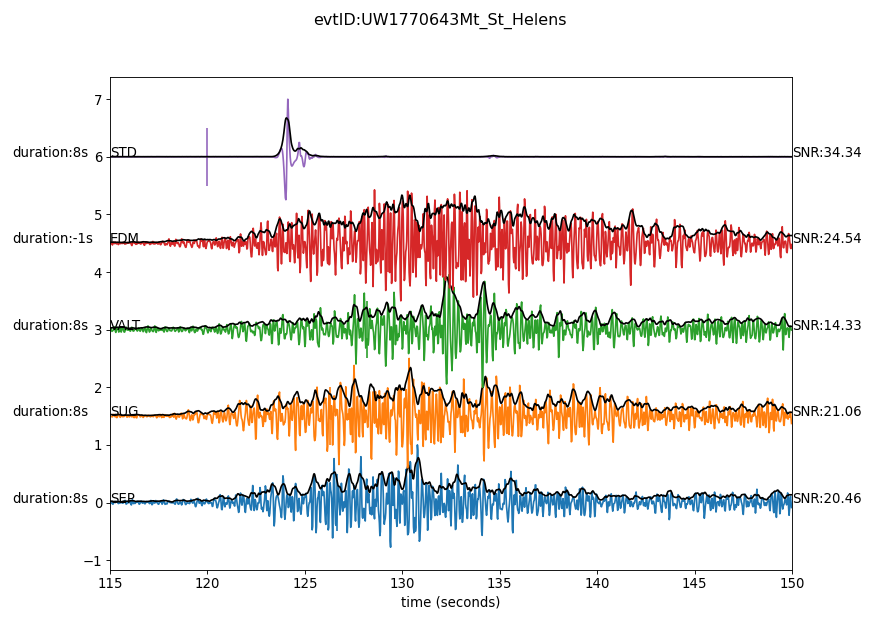 evtID:UW1770643Mt_St_Helens
7
duration:8s 6 STD SNR:34.34
5
duration:-1s EDM SNR:24.54
4
duration:8s 3 VALT SNR:14.33
2
duration:8s SUG SNR:21.06
1
duration:8s 0 SEP SNR:20.46
−1
115 120 125 130 135 140 145 150
time (seconds)